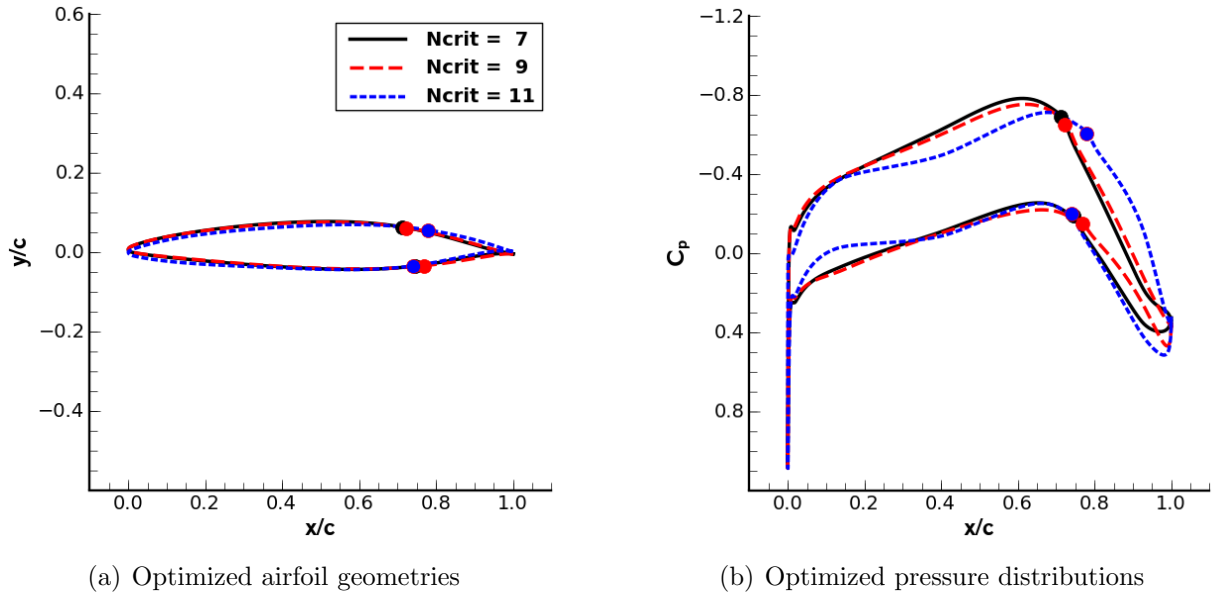 0.6
0.4
0.2
0.0
−0.2
−0.4
y/c
0.0 0.2 0.4 0.6 0.8 1.0
x/c
Ncrit = 7
Ncrit = 9
Ncrit = 11
(a) Optimized airfoil geometries
−1.2
−0.8
−0.4
0.0
0.4
0.8
Cp
0.0 0.2 0.4 0.6 0.8 1.0
x/c
(b) Optimized pressure distributions